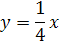 y = 1/4 x